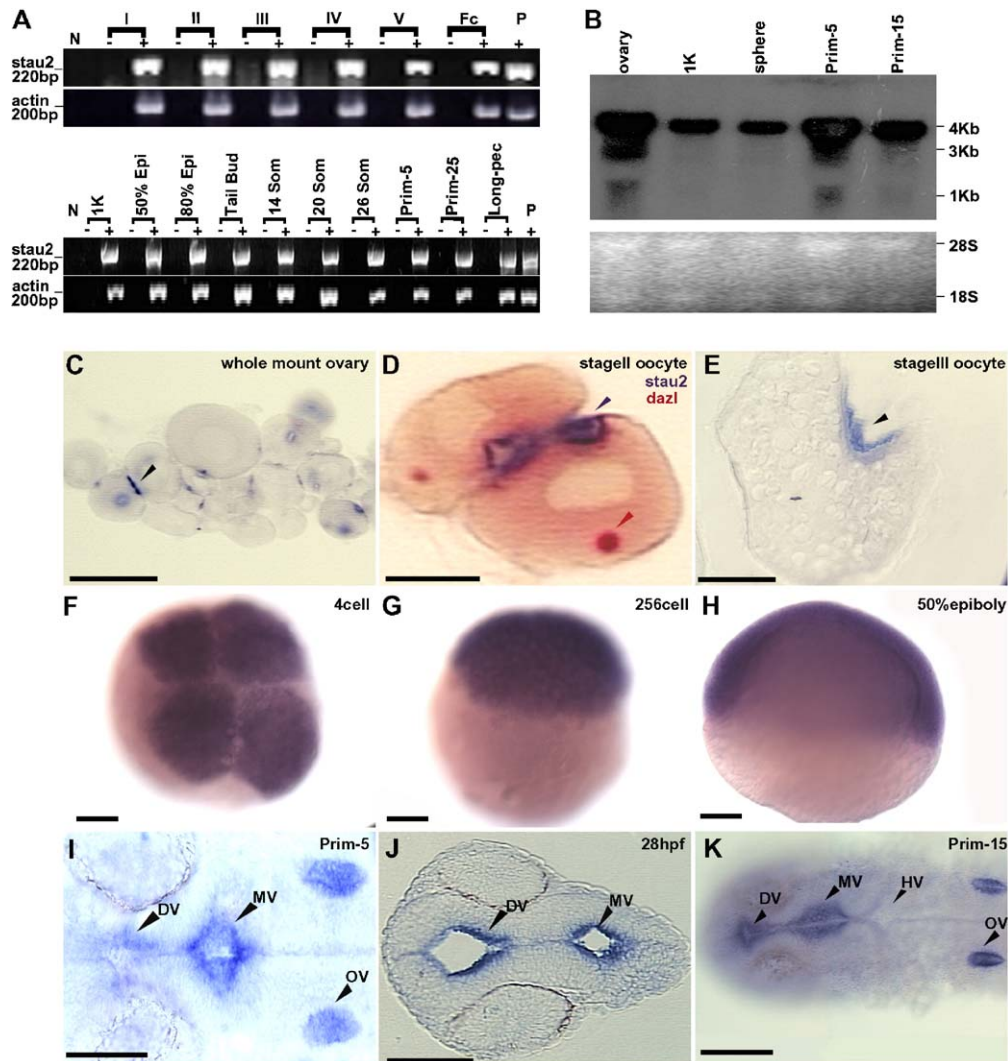 A
I II III IV V Fc P
N - + - + - + - + - + - + +
stau2
220bp
actin
200bp
1K 50% Epi 80% Epi Tail Bud 14 Som 20 Som 26 Som Prim-5 Prim-25 Long-pec
N - + - + - + - + - + - + - + - + - + - + P +
stau2
220bp
actin
200bp
B
ovary 1K sphere Prim-5 Prim-15
4Kb
3Kb
1Kb
28S
18S
C whole mount ovary
D stageII oocyte
stau2
dazl
E stageIII oocyte
F 4cell
G 256cell
H 50%epiboly
I Prim-5
DV MV
OV
J 28hpf
DV MV
K Prim-15
DV MV HV
OV